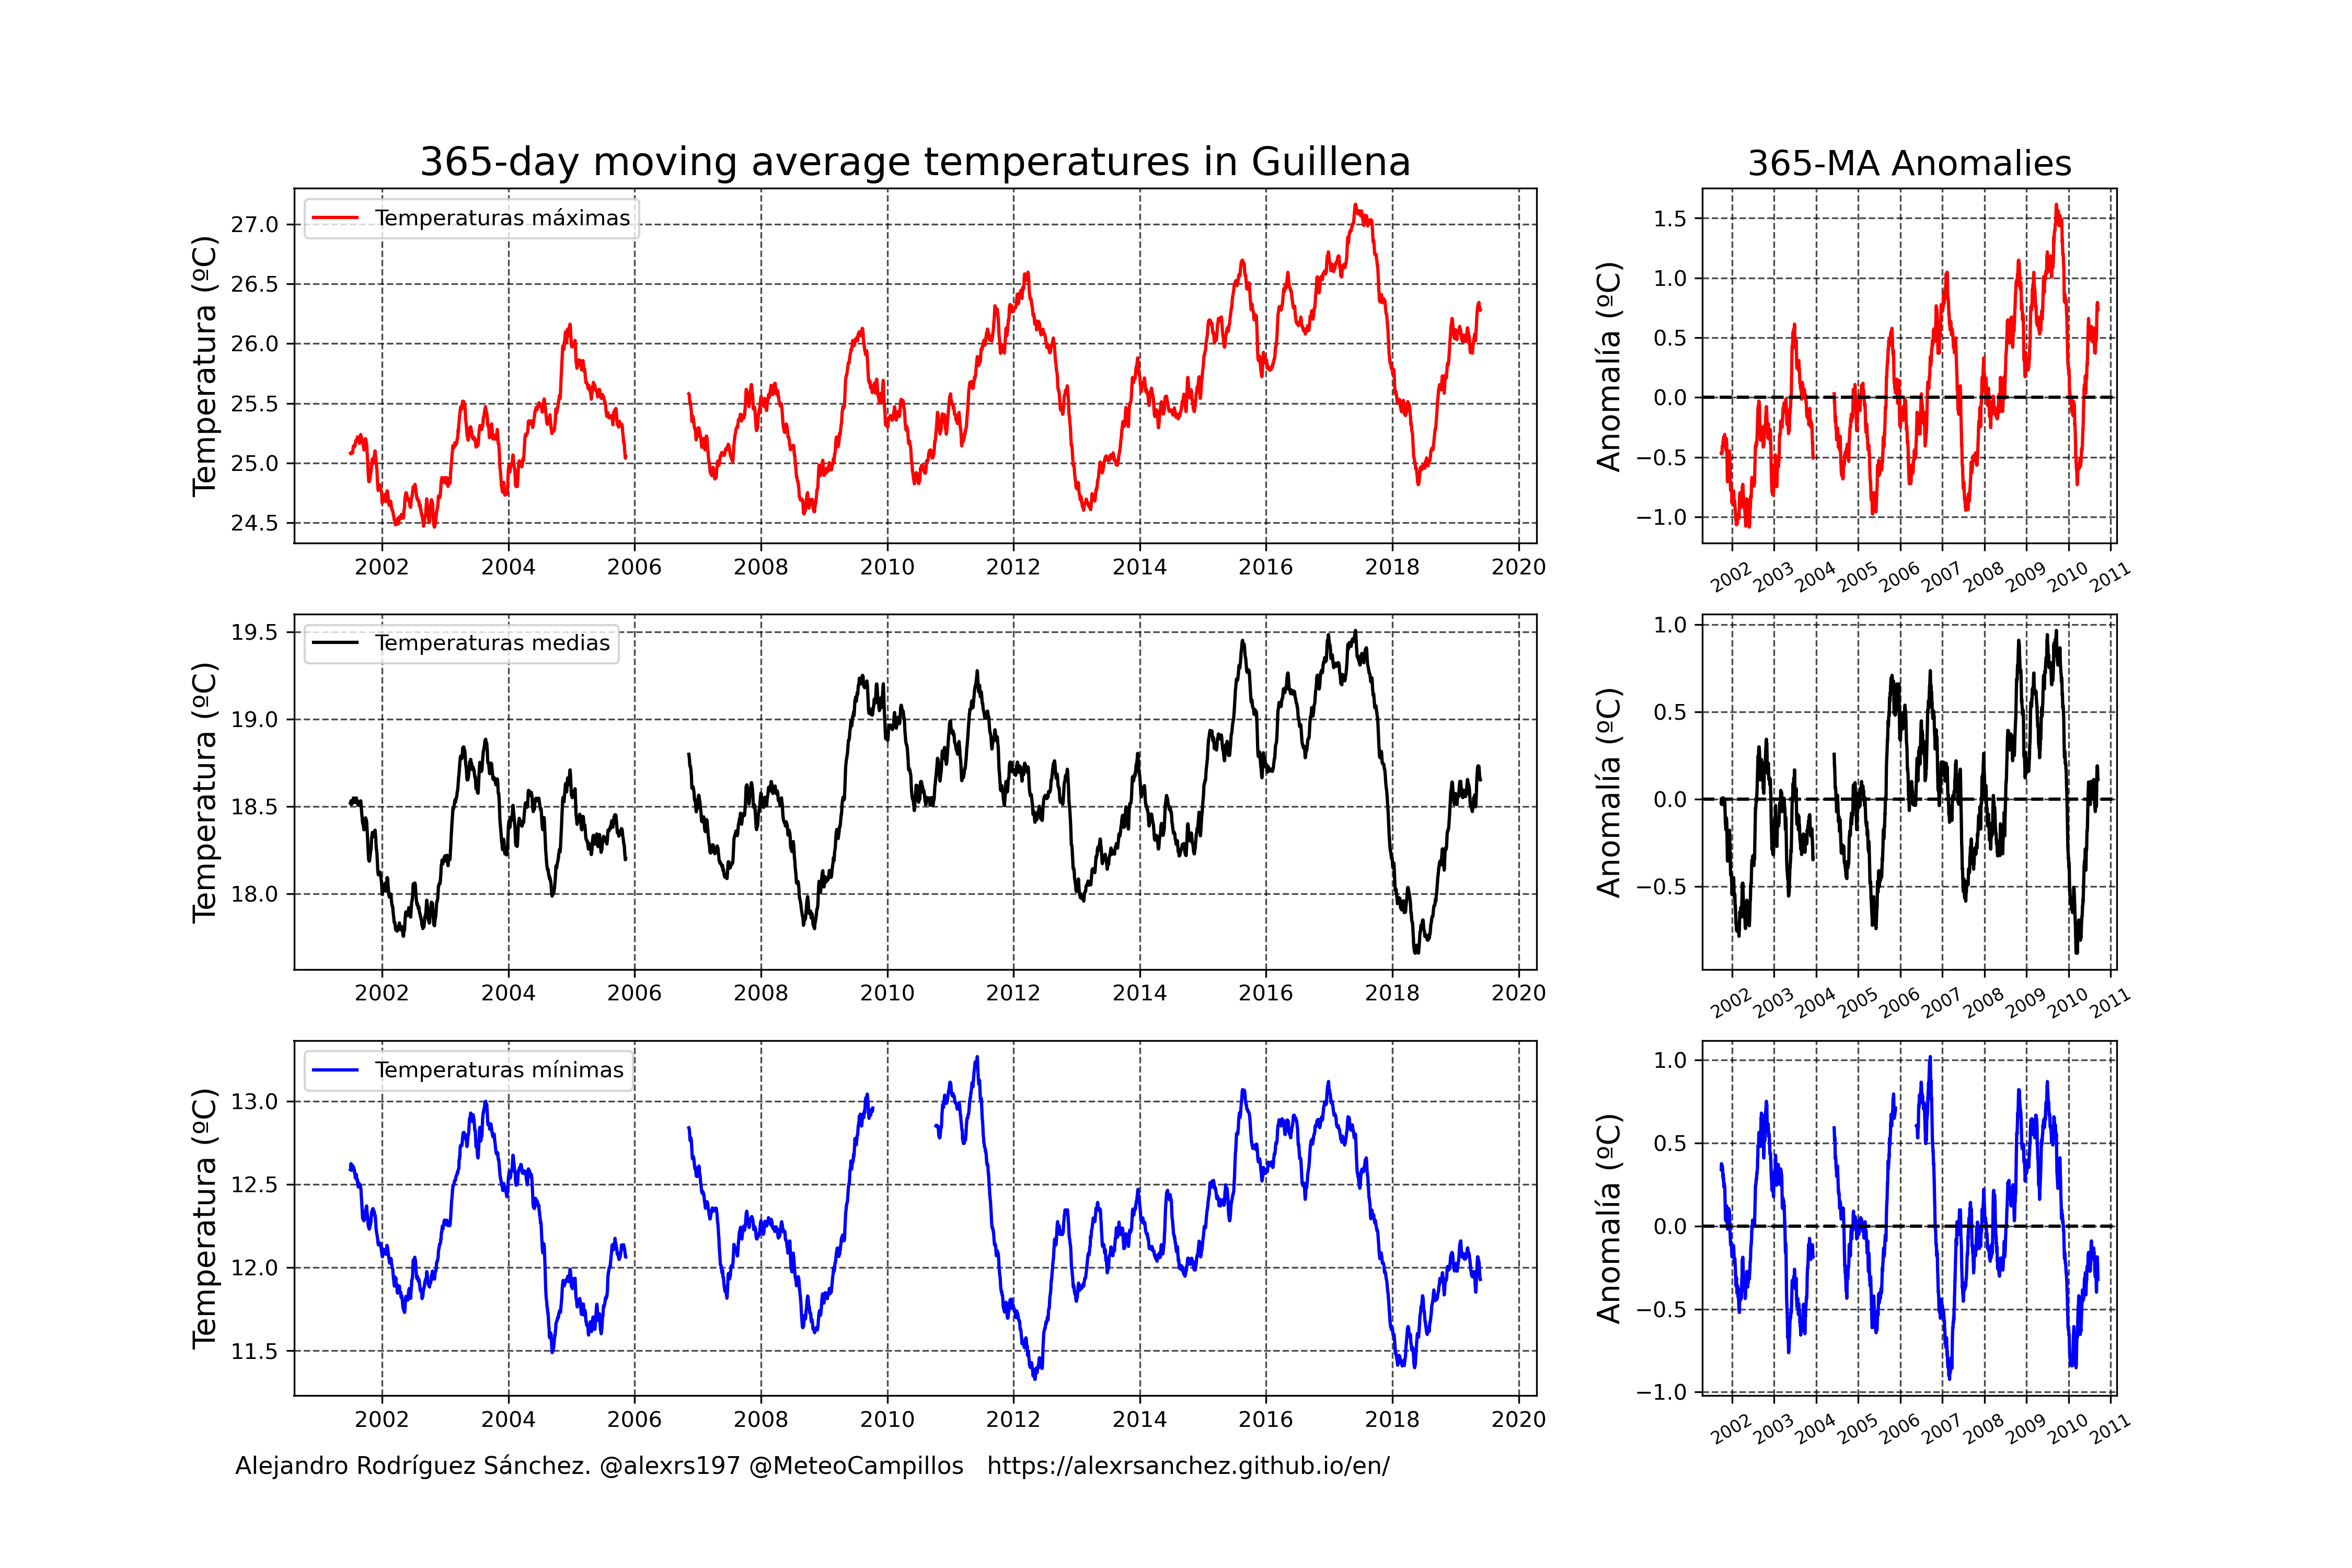 365-day moving average temperatures in Guillena
Temperatura (ºC)
27.0
26.5
26.0
25.5
25.0
24.5
Temperaturas máximas
2002 2004 2006 2008 2010 2012 2014 2016 2018 2020
365-MA Anomalies
Anomalía (ºC)
1.5
1.0
0.5
0.0
−0.5
−1.0
2002 2003 2004 2005 2006 2007 2008 2009 2010 2011
Temperatura (ºC)
19.5
19.0
18.5
18.0
Temperaturas medias
2002 2004 2006 2008 2010 2012 2014 2016 2018 2020
Anomalía (ºC)
1.0
0.5
0.0
−0.5
2002 2003 2004 2005 2006 2007 2008 2009 2010 2011
Temperatura (ºC)
13.0
12.5
12.0
11.5
Temperaturas mínimas
2002 2004 2006 2008 2010 2012 2014 2016 2018 2020
Anomalía (ºC)
1.0
0.5
0.0
−0.5
−1.0
2002 2003 2004 2005 2006 2007 2008 2009 2010 2011
Alejandro Rodríguez Sánchez. @alexrs197 @MeteoCampillos https://alexrsanchez.github.io/en/